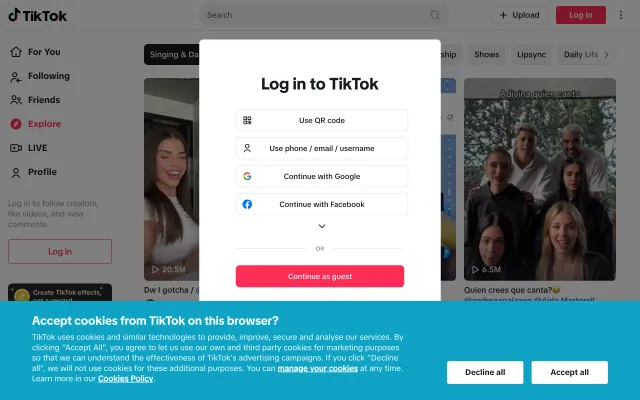 TikTok
Search
Upload
Log in
For You
Following
Friends
Explore
LIVE
Profile
Log in to follow creators,
like videos, and view
comments.
Log in
Create TikTok effects,
get a reward
Singing & Da
Shows
Lipsync
Daily Life
20.5M
Dw I gotcha /
Adivina quien canta
6.5M
Quien crees que canta?😂
Log in to TikTok
Use QR code
Use phone / email / username
Continue with Google
Continue with Facebook
OR
Continue as guest
Accept cookies from TikTok on this browser?
TikTok uses cookies and similar technologies to provide, improve, secure and analyse our services. By
clicking "Accept All", you agree to let us use our own and third party cookies for marketing purposes
so that we can understand the effectiveness of TikTok's advertising campaigns. If you click "Decline
all", we will not use cookies for these additional purposes. You can manage your cookies at any time.
Learn more in our Cookies Policy.
Decline all
Accept all